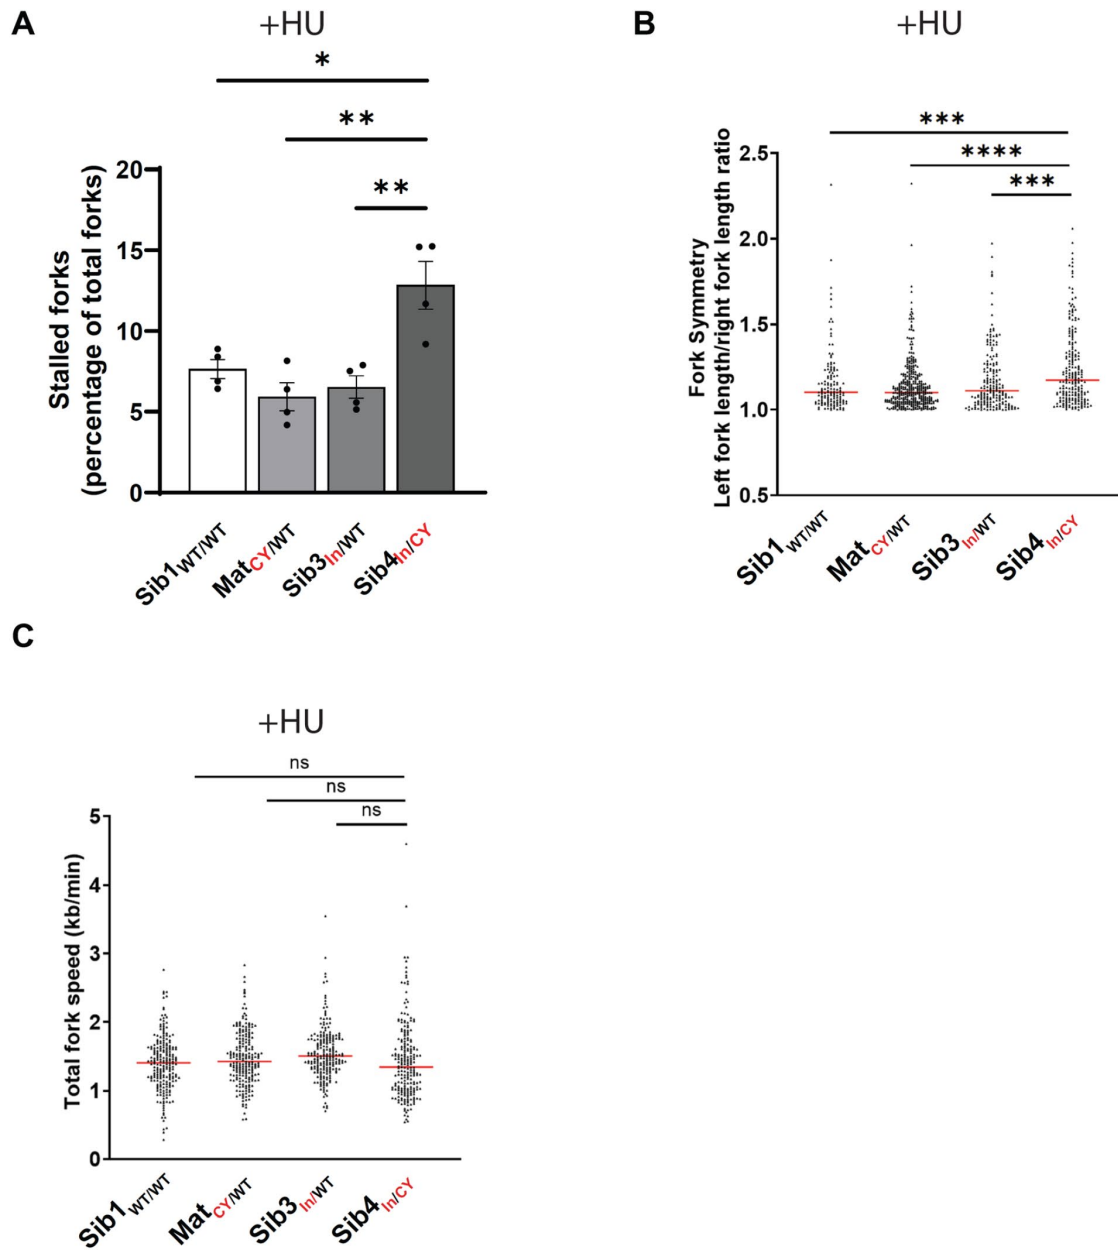 A
+HU
*
**
**
Stalled forks
(percentage of total forks)
20
15
10
5
0
Sib1WT/WT
MatCY/WT
Sib3In/WT
Sib4In/CY
B
+HU
***
****
***
Fork Symmetry
Left fork length/right fork length ratio
2.5
2.0
1.5
1.0
0.5
Sib1WT/WT
MatCY/WT
Sib3In/WT
Sib4In/CY
C
+HU
ns
ns
ns
Total fork speed (kb/min)
5
4
3
2
1
0
Sib1WT/WT
MatCY/WT
Sib3In/WT
Sib4In/CY